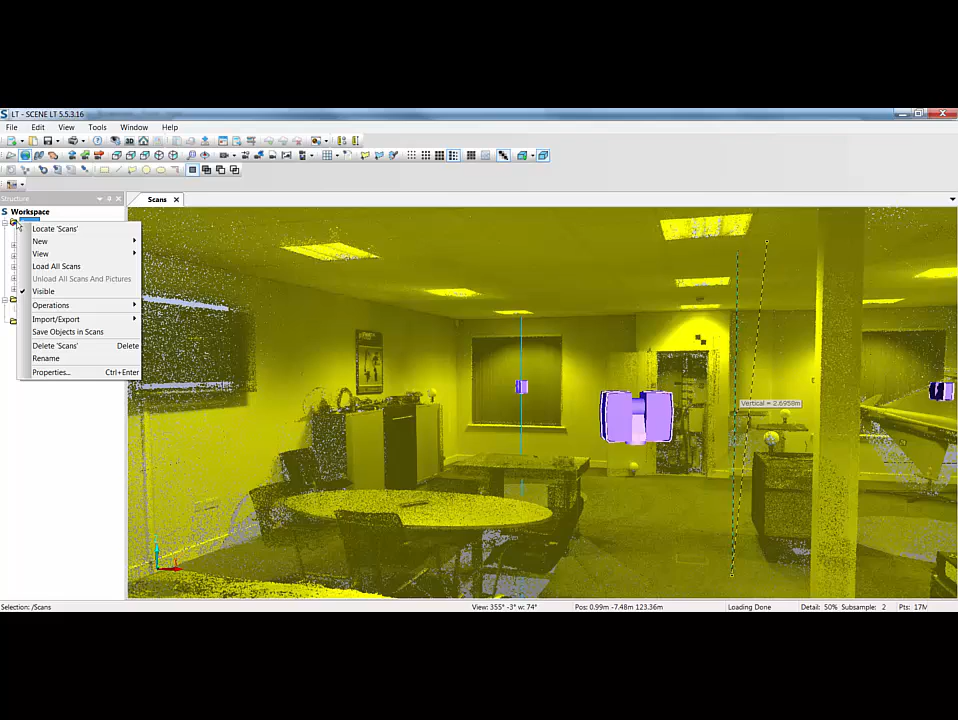 LT - SCENE LT 5.5.3.16
File Edit View Tools Window Help
Structure
Scans
Workspace
Locate 'Scans'
New
View
Load All Scans
Unload All Scans And Pictures
Visible
Operations
Import/Export
Save Objects in Scans
Delete 'Scans' Delete
Rename
Properties... Ctrl+Enter
Vertical = 2.6958m
Selection: /Scans View: 355° -3° w: 74° Pos: 0.99m -7.48m 123.36m Loading Done Detail: 50% Subsample: 2 Pts: 17M